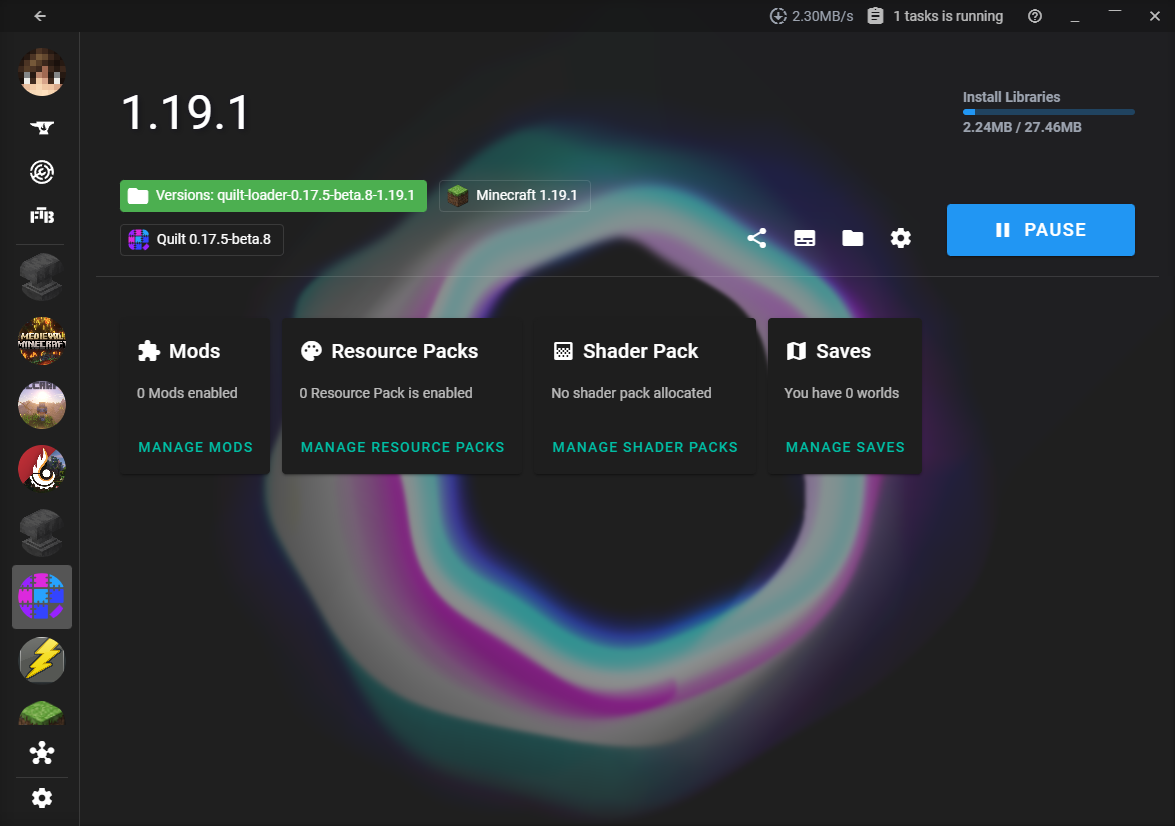 2.30MB/s
1 tasks is running
1.19.1
Install Libraries
2.24MB / 27.46MB
Versions: quilt-loader-0.17.5-beta.8-1.19.1
Minecraft 1.19.1
Quilt 0.17.5-beta.8
PAUSE
Mods
0 Mods enabled
MANAGE MODS
Resource Packs
0 Resource Pack is enabled
MANAGE RESOURCE PACKS
Shader Pack
No shader pack allocated
MANAGE SHADER PACKS
Saves
You have 0 worlds
MANAGE SAVES
FTB
MEDIEVAL
MINECRAFT